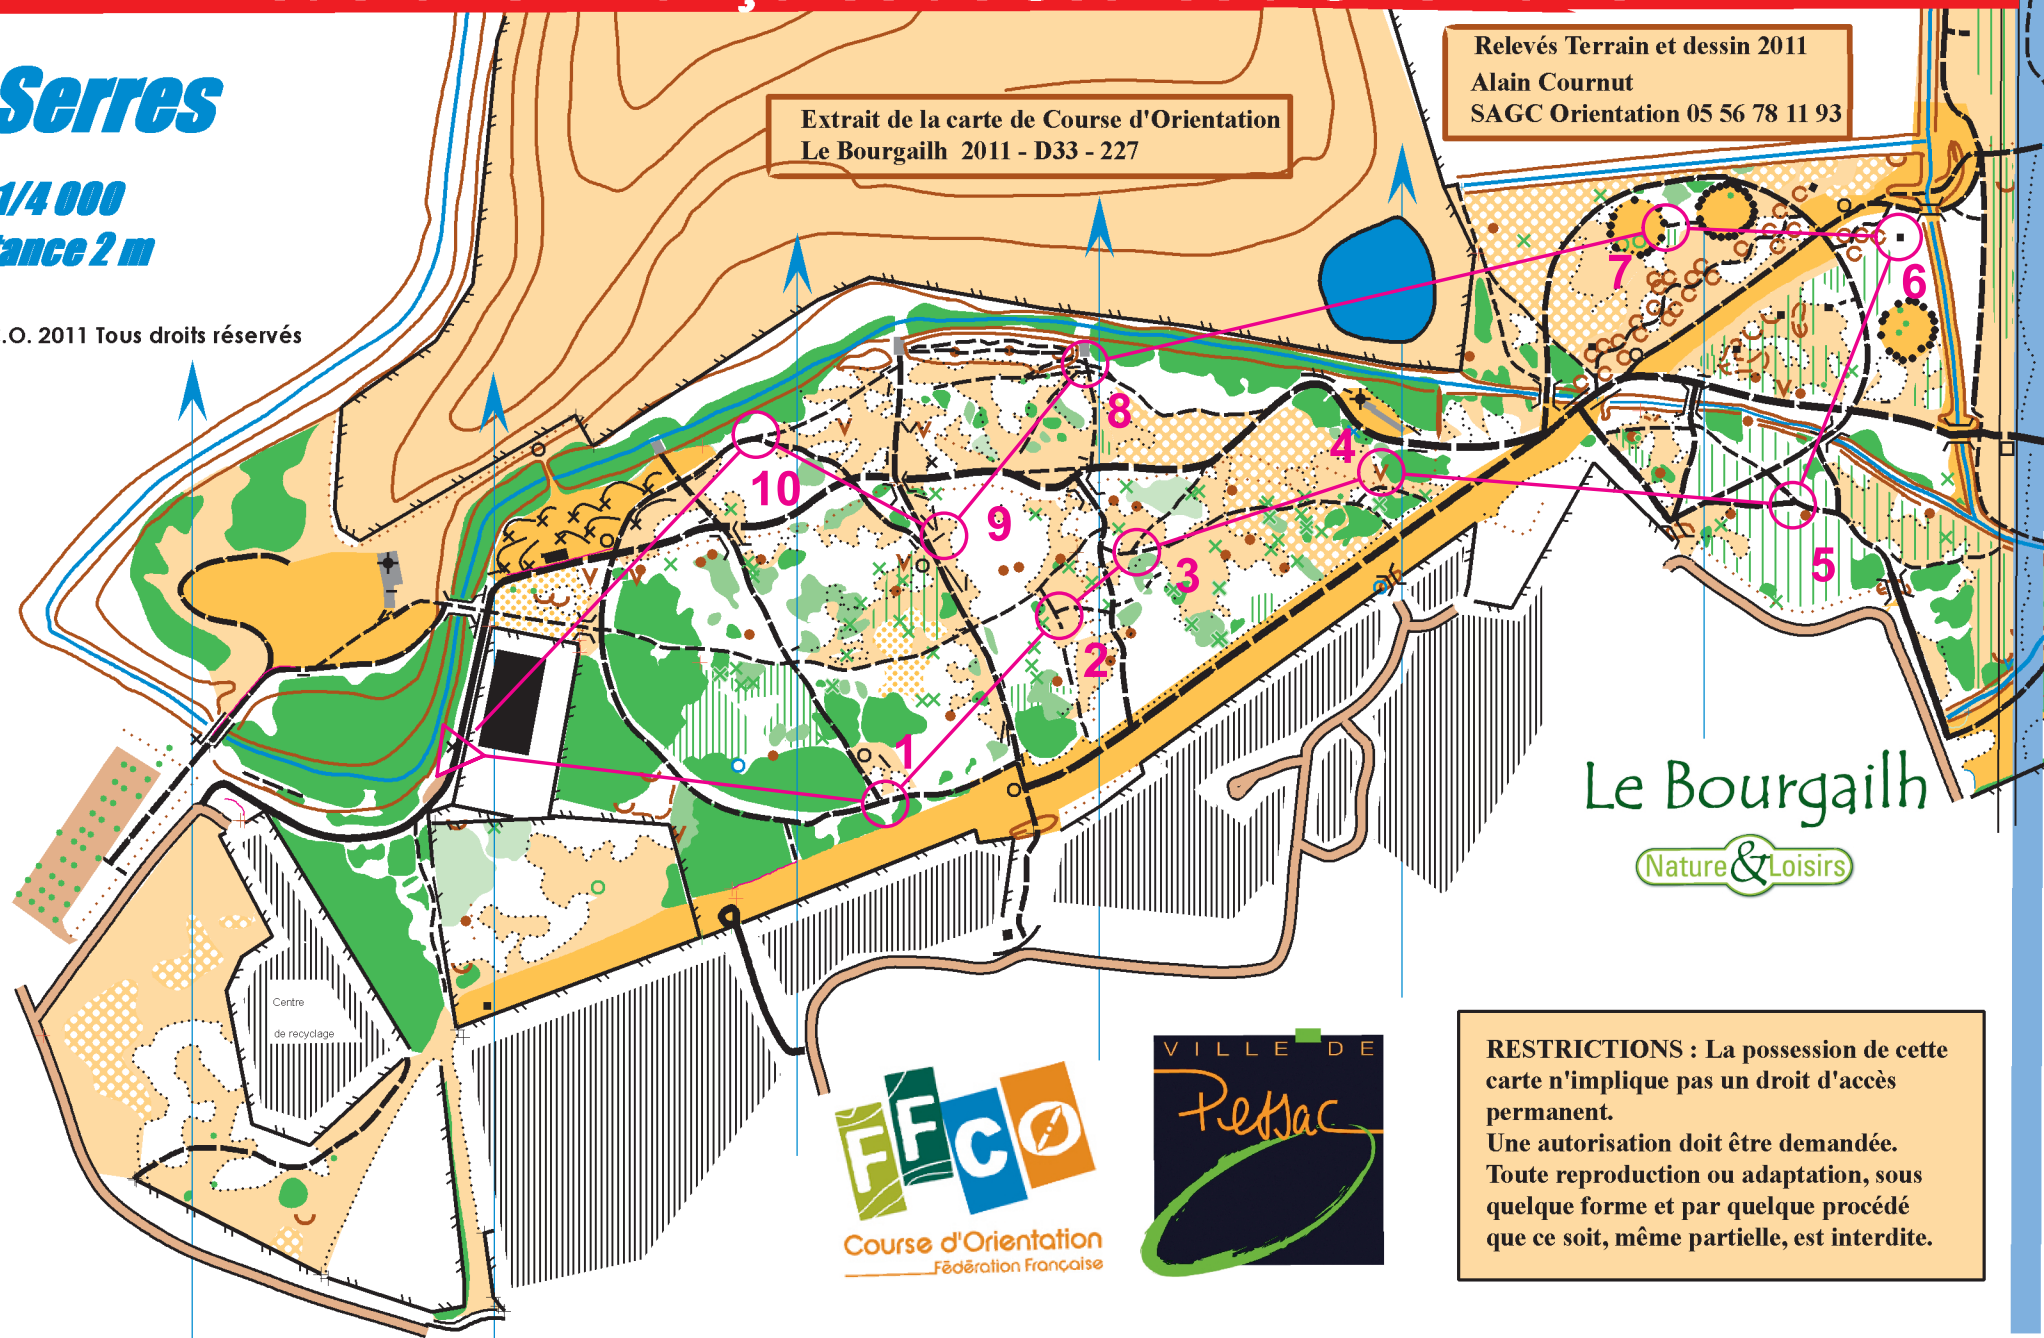 Serres
1/4 000
tance 2 m
.O. 2011 Tous droits réservés
Extrait de la carte de Course d'Orientation
Le Bourgailh 2011 - D33 - 227
Relevés Terrain et dessin 2011
Alain Cournut
SAGC Orientation 05 56 78 11 93
7
6
8
4
10
9
3
5
2
1
Le Bourgailh
Nature & Loisirs
Centre
de recyclage
FFCO
Course d'Orientation
Fédération Française
VILLE DE
Pessac
RESTRICTIONS : La possession de cette
carte n'implique pas un droit d'accès
permanent.
Une autorisation doit être demandée.
Toute reproduction ou adaptation, sous
quelque forme et par quelque procédé
que ce soit, même partielle, est interdite.